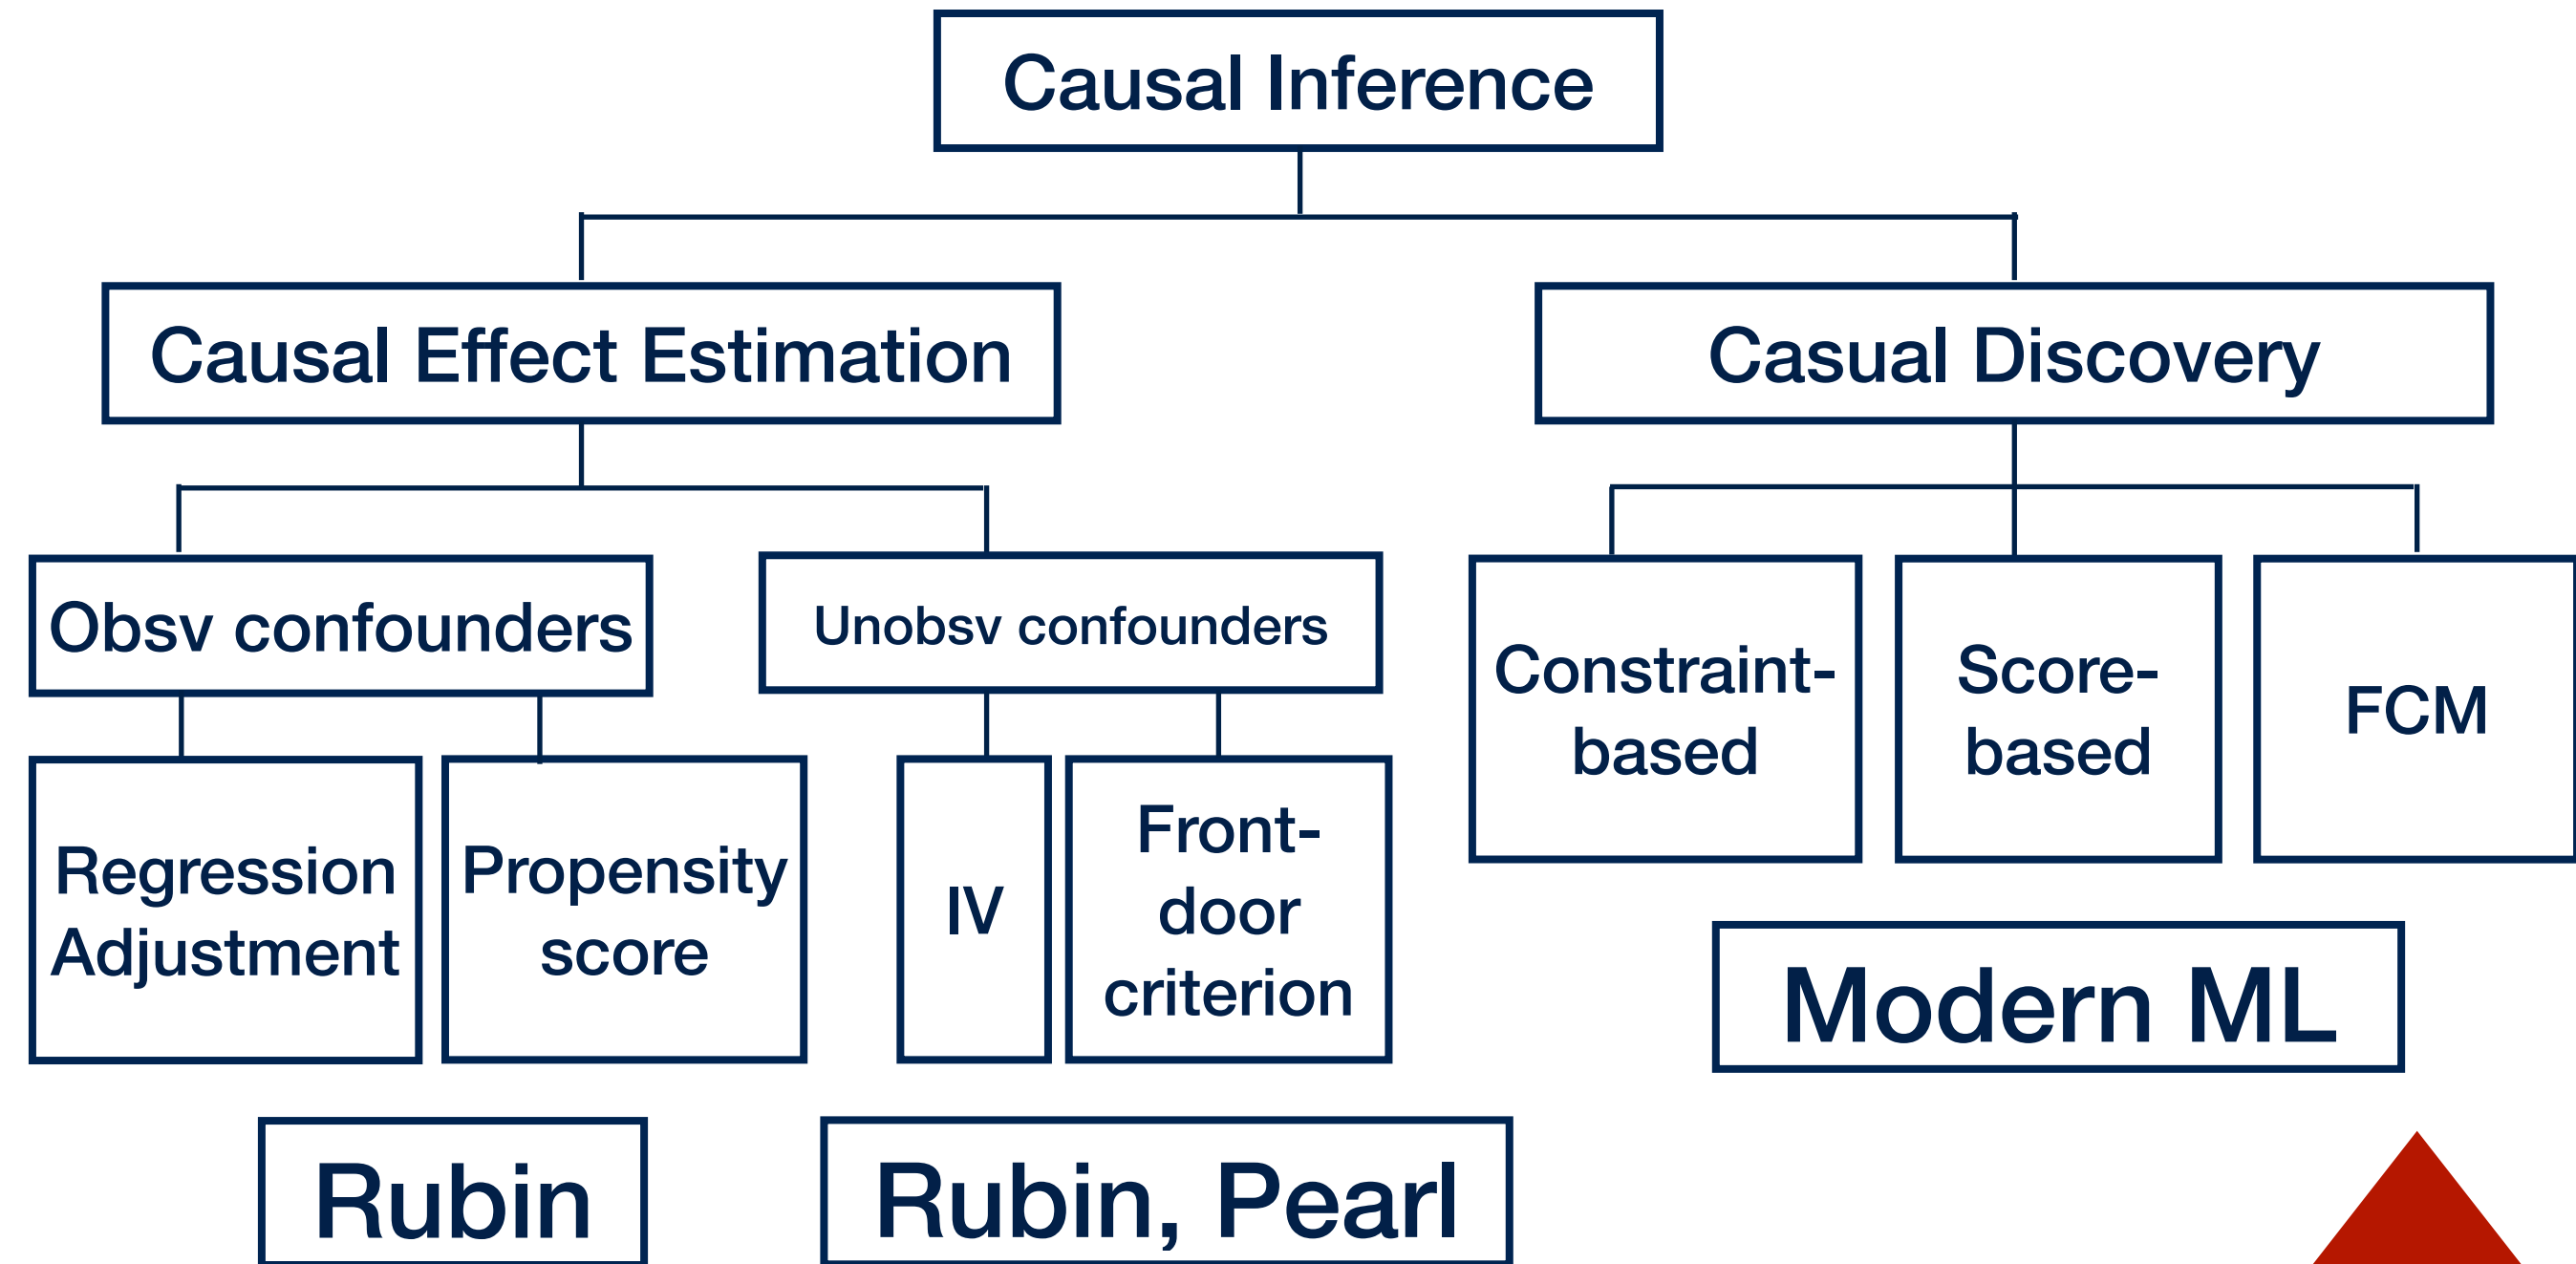 Causal Inference
Causal Effect Estimation
Casual Discovery
Obsv confounders
Unobsv confounders
Constraint-
based
Score-
based
FCM
Regression
Adjustment
Propensity
score
IV
Front-
door
criterion
Modern ML
Rubin
Rubin, Pearl